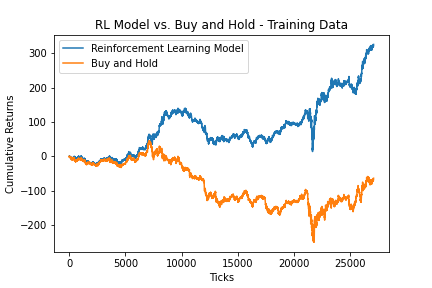 RL Model vs. Buy and Hold - Training Data
Reinforcement Learning Model
Buy and Hold
Cumulative Returns
300
200
100
0
−100
−200
0 5000 10000 15000 20000 25000
Ticks